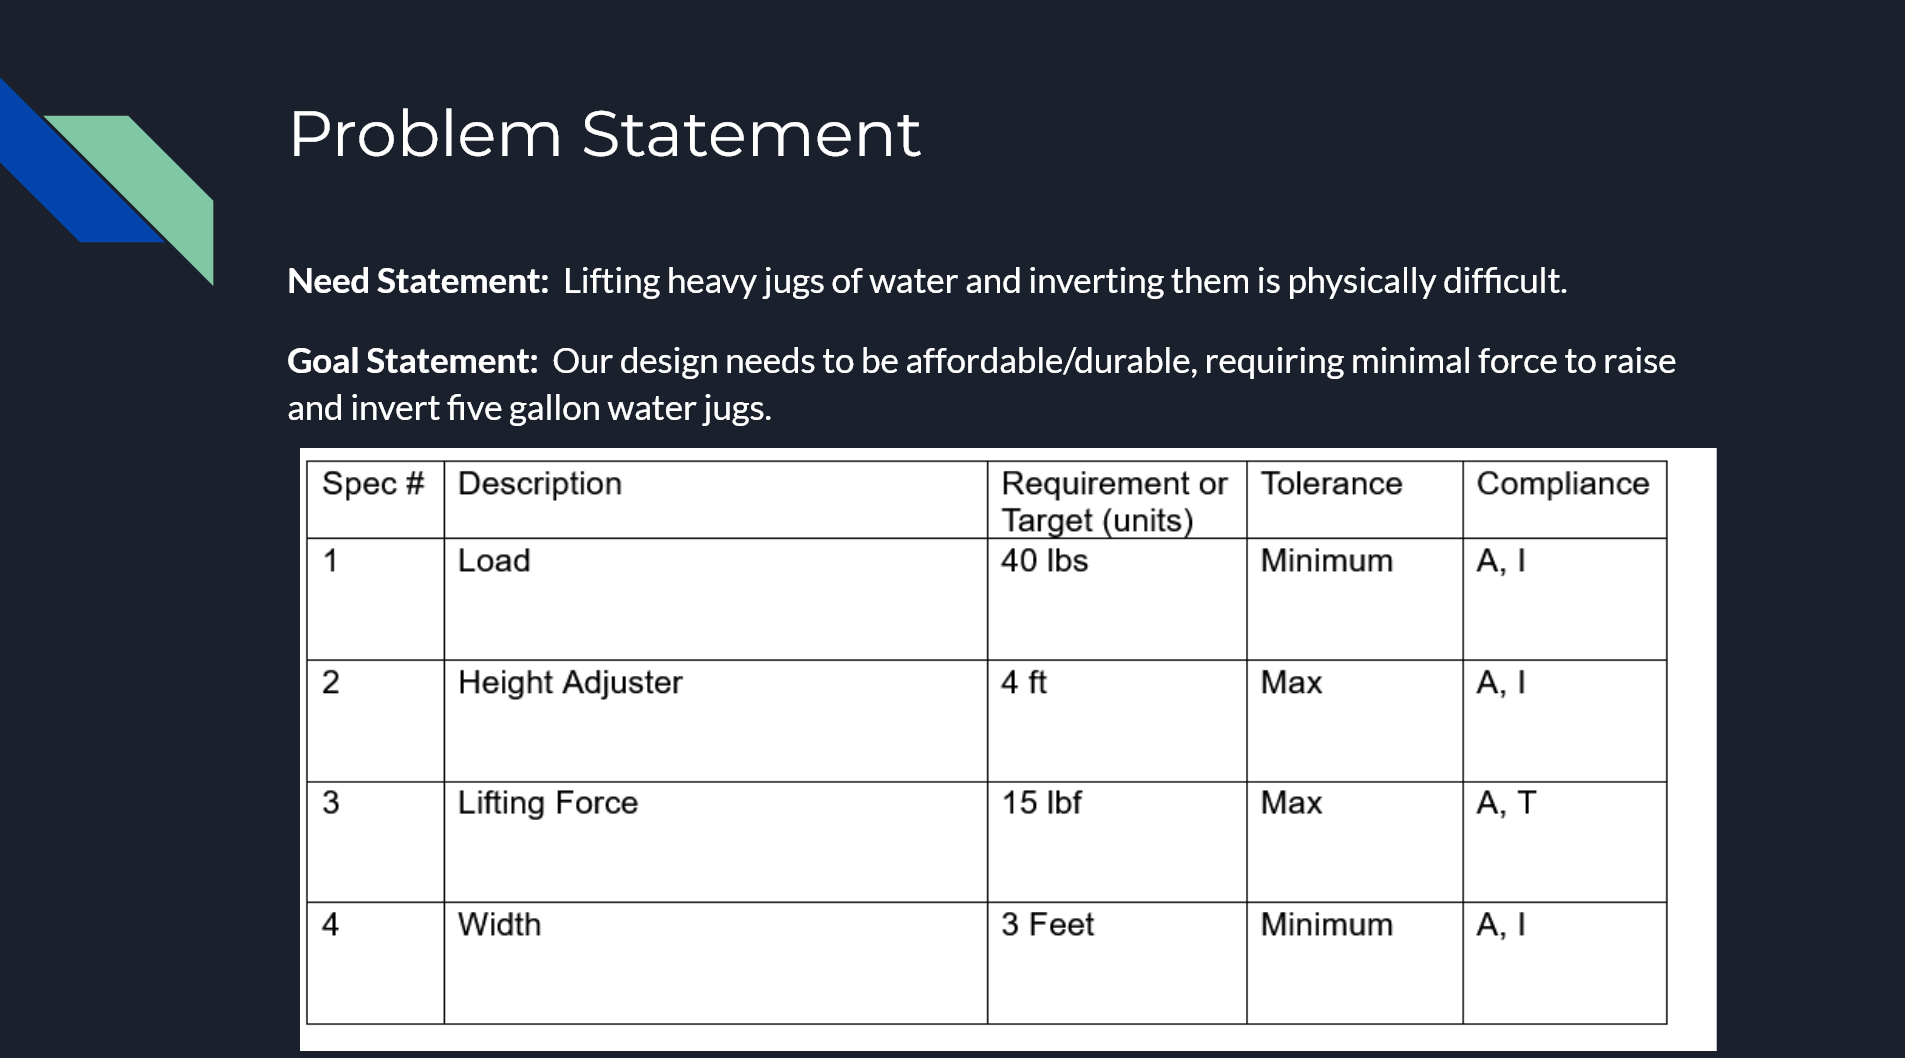 Problem Statement
Need Statement: Lifting heavy jugs of water and inverting them is physically difficult.
Goal Statement: Our design needs to be affordable/durable, requiring minimal force to raise
and invert five gallon water jugs.
Spec # Description Requirement or Tolerance Compliance
Target (units)
1 Load 40 lbs Minimum A, I
2 Height Adjuster 4 ft Max A, I
3 Lifting Force 15 lbf Max A, T
4 Width 3 Feet Minimum A, I